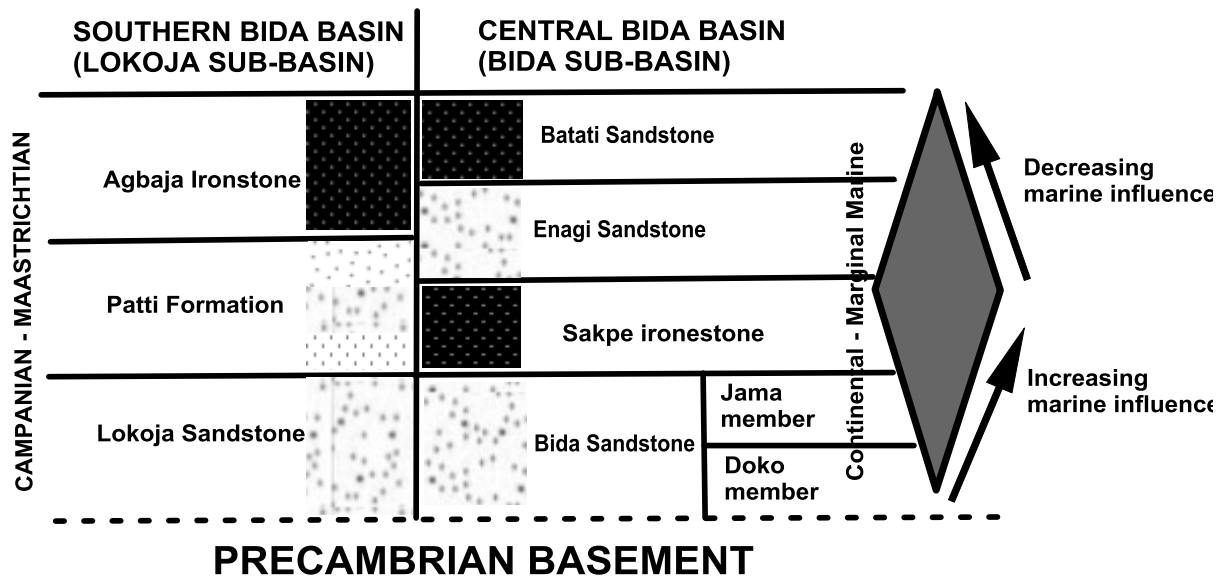 SOUTHERN BIDA BASIN
(LOKOJA SUB-BASIN)
CENTRAL BIDA BASIN
(BIDA SUB-BASIN)
CAMPANIAN - MAASTRICHTIAN
Agbaja Ironstone
Patti Formation
Lokoja Sandstone
Batati Sandstone
Enagi Sandstone
Sakpe ironestone
Bida Sandstone
Jama
member
Doko
member
Continental - Marginal Marine
Decreasing
marine influence
Increasing
marine influence
PRECAMBRIAN BASEMENT